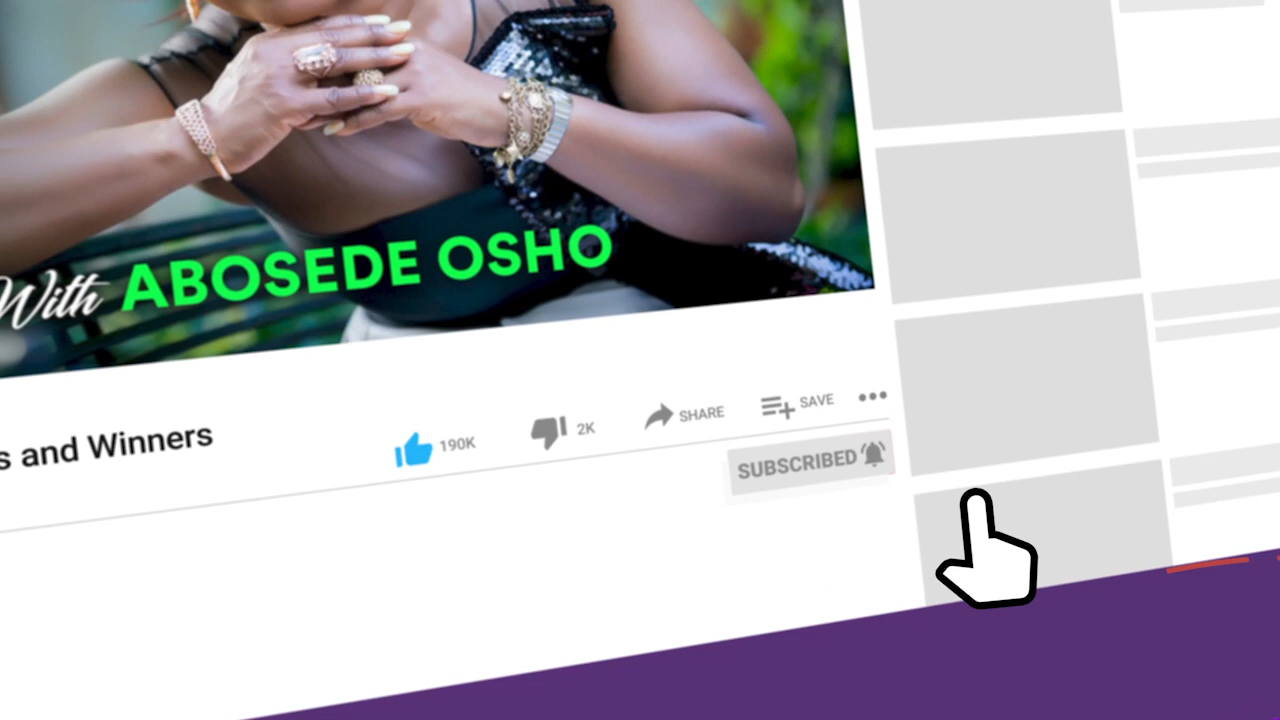 With ABOSEDE OSHO
s and Winners
190K
2K
SHARE
SAVE
SUBSCRIBED